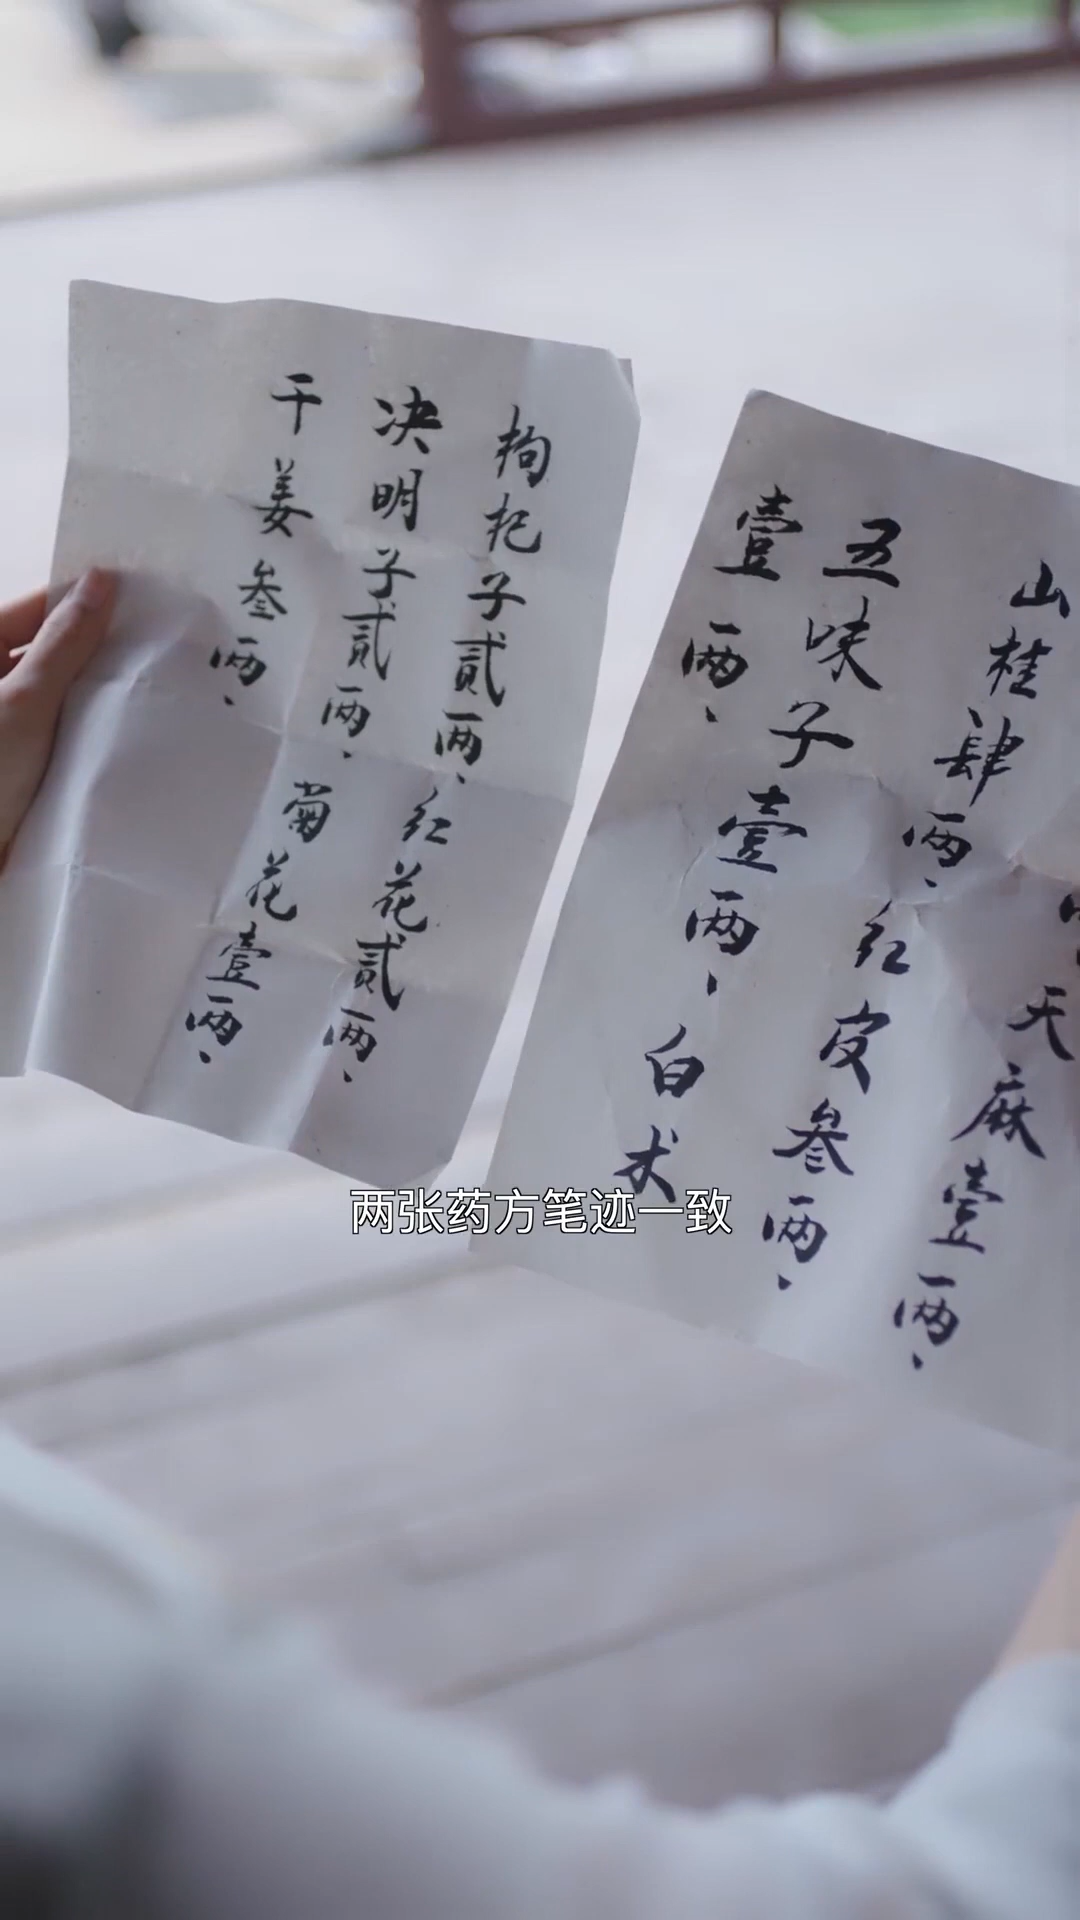 枸杞子贰两、红花贰两、
决明子贰两、菊花壹两、
干姜叁两、
天麻壹两、
山桂肆两、红皮叁两、
五味子壹两、白术
壹两、
两张药方笔迹一致